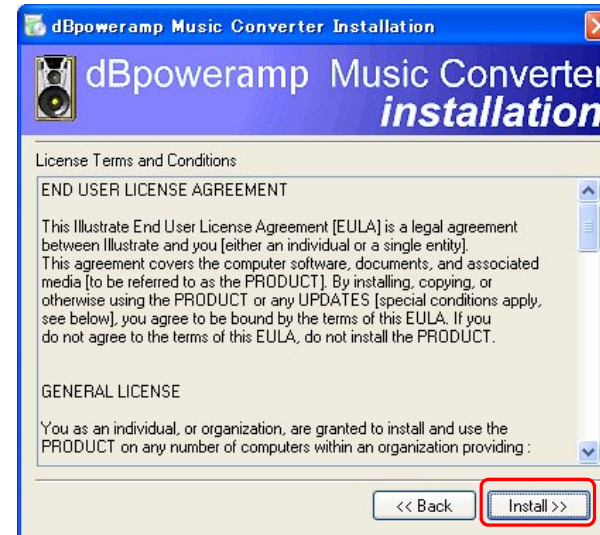 dBpoweramp Music Converter Installation
dBpoweramp Music Converter
installation
License Terms and Conditions
END USER LICENSE AGREEMENT
This Illustrate End User License Agreement [EULA] is a legal agreement
between Illustrate and you [either an individual or a single entity].
This agreement covers the computer software, documents, and associated
media [to be referred to as the PRODUCT]. By installing, copying, or
otherwise using the PRODUCT or any UPDATES [special conditions apply,
see below], you agree to be bound by the terms of this EULA. If you
do not agree to the terms of this EULA, do not install the PRODUCT.
GENERAL LICENSE
You as an individual, or organization, are granted to install and use the
PRODUCT on any number of computers within an organization providing :
<< Back
Install >>